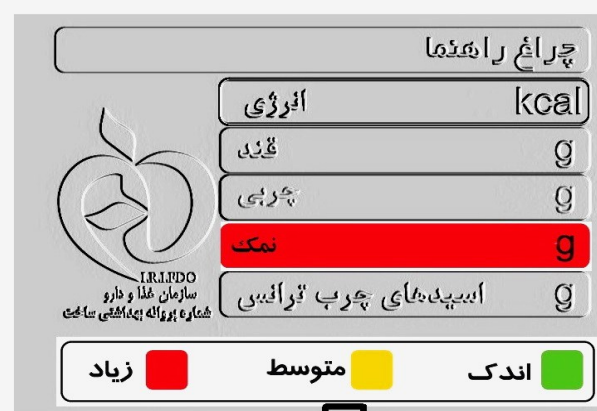 چراغ راهنما
انرژی kcal
قند g
چربی g
نمک g
اسیدهای چرب ترانس g
I.R.I.FDO
سازمان غذا و دارو
شماره پروانه بهداشتی ساخت
اندک متوسط زیاد